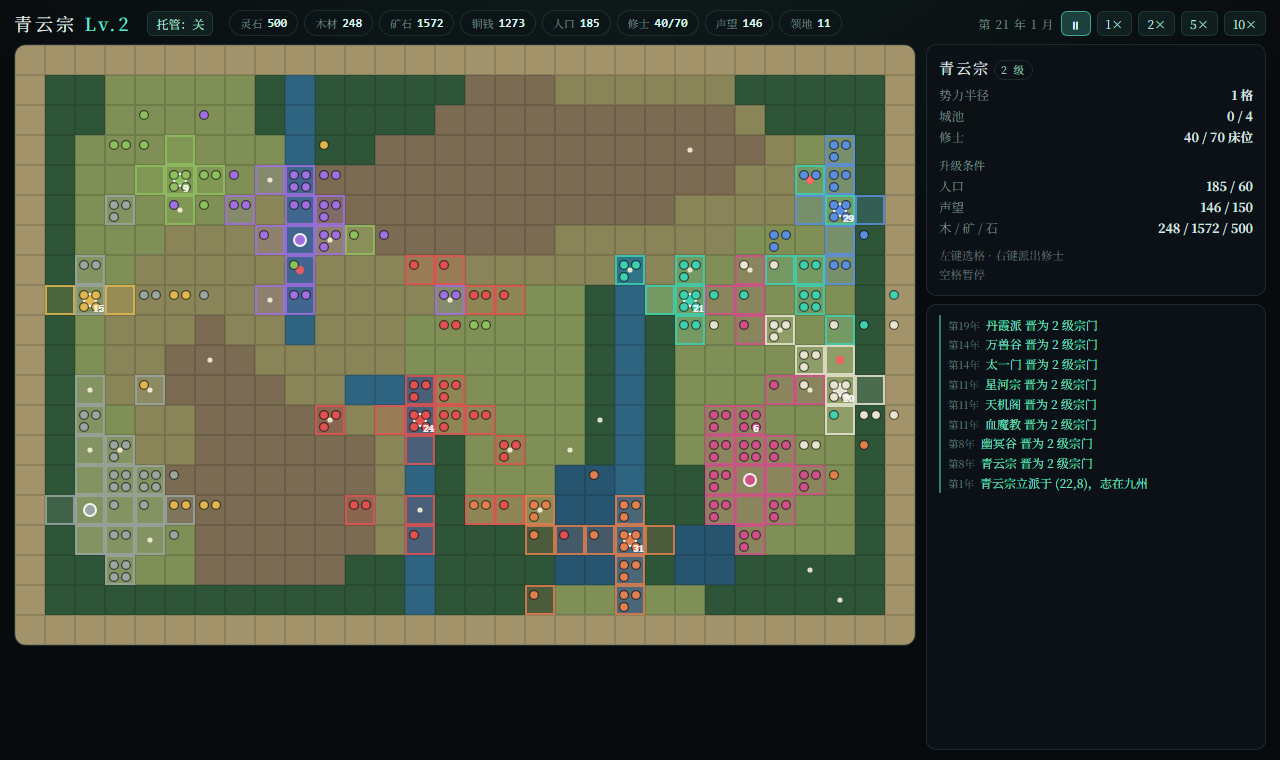 青云宗 Lv.2 托管: 关 灵石 500 木材 248 矿石 1572 铜钱 1273 人口 185 修士 40/70 声望 146 领地 11 第 21 年 1 月 ⏸ 1× 2× 5× 10×
青云宗 2 级
势力半径 1 格
城池 0 / 4
修士 40 / 70 床位
升级条件
人口 185 / 60
声望 146 / 150
木 / 矿 / 石 248 / 1572 / 500
左键选格 · 右键派出修士
空格暂停
第19年 丹霞派 晋为 2 级宗门
第14年 万兽谷 晋为 2 级宗门
第14年 太一门 晋为 2 级宗门
第11年 星河宗 晋为 2 级宗门
第11年 天机阁 晋为 2 级宗门
第11年 血魔教 晋为 2 级宗门
第8年 幽冥谷 晋为 2 级宗门
第8年 青云宗 晋为 2 级宗门
第1年 青云宗立派于 (22,8)，志在九州
9
29
15
21
24
6
31